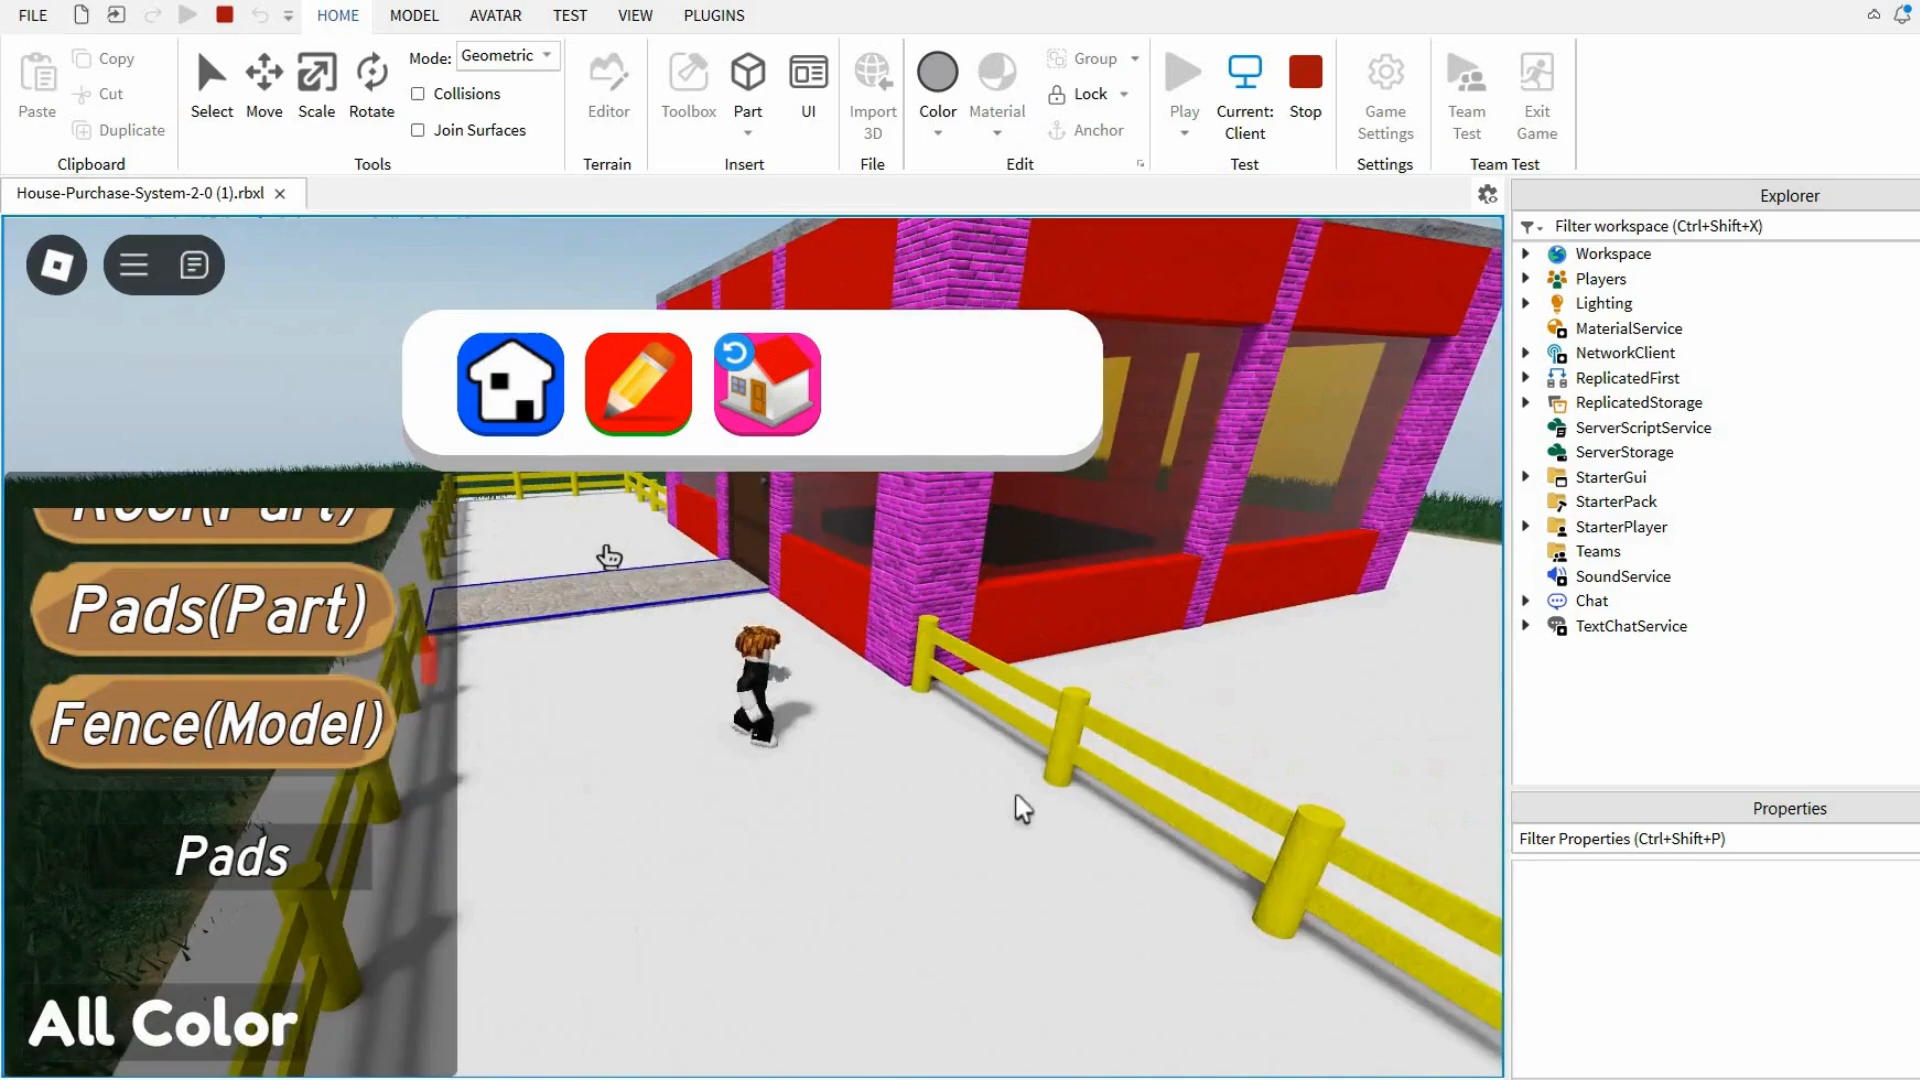 FILE
HOME
MODEL
AVATAR
TEST
VIEW
PLUGINS
Paste
Copy
Cut
Duplicate
Clipboard
Select
Move
Scale
Rotate
Mode: Geometric
Collisions
Join Surfaces
Tools
Editor
Terrain
Toolbox
Part
UI
Insert
Import
3D
File
Color
Material
Group
Lock
Anchor
Edit
Play
Current:
Client
Stop
Test
Game
Settings
Settings
Team
Test
Exit
Game
Team Test
House-Purchase-System-2-0 (1).rbxl
Roof(Part)
Pads(Part)
Fence(Model)
Pads
All Color
Explorer
Filter workspace (Ctrl+Shift+X)
Workspace
Players
Lighting
MaterialService
NetworkClient
ReplicatedFirst
ReplicatedStorage
ServerScriptService
ServerStorage
StarterGui
StarterPack
StarterPlayer
Teams
SoundService
Chat
TextChatService
Properties
Filter Properties (Ctrl+Shift+P)